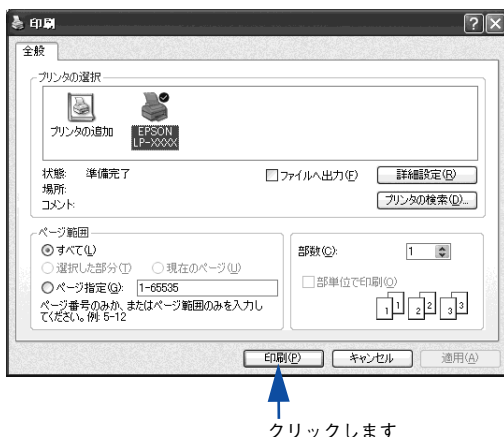 印刷
全般
プリンタの選択
プリンタの追加
EPSON
LP-XXXX
状態: 準備完了
場所:
コメント:
ファイルへ出力(F)
詳細設定(R)
プリンタの検索(D)...
ページ範囲
すべて(L)
選択した部分(T) 現在のページ(U)
ページ指定(G): 1-65535
ページ番号のみか、またはページ範囲のみを入力し
てください。例: 5-12
部数(C): 1
部単位で印刷(O)
1 1 2 2 3 3
印刷(P) キャンセル 適用(A)
クリックします